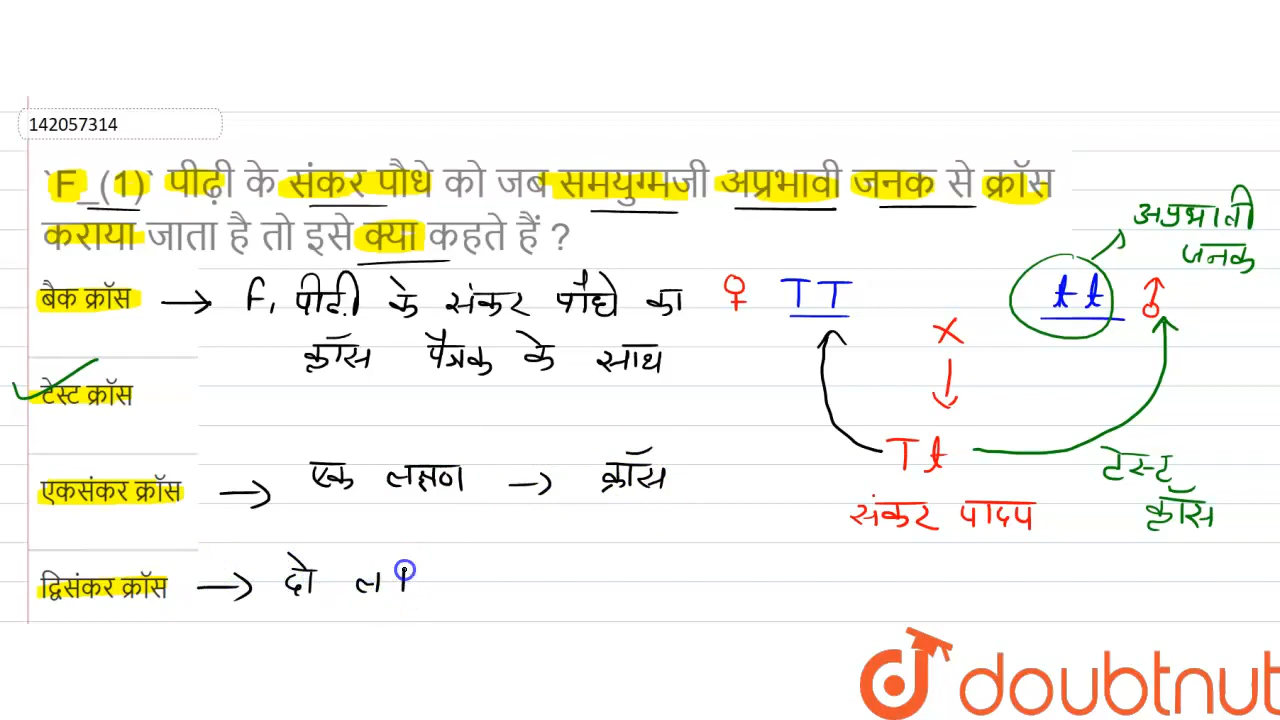 142057314
`F_(1)` पीढ़ी के संकर पौधे को जब समयुग्मजी अप्रभावी जनक से क्रॉस
कराया जाता है तो इसे क्या कहते हैं ?
अप्रभावी
जनक
बैक क्रॉस → F₁ पीढ़ी के संकर पौधे का
♀ TT
tt ♂
क्रॉस पैत्रक के साथ
×
टेस्ट क्रॉस
Tt
टेस्ट
क्रॉस
संकर पादप
एकसंकर क्रॉस → एक लक्षण → क्रॉस
द्विसंकर क्रॉस → दो ल
doubtnut